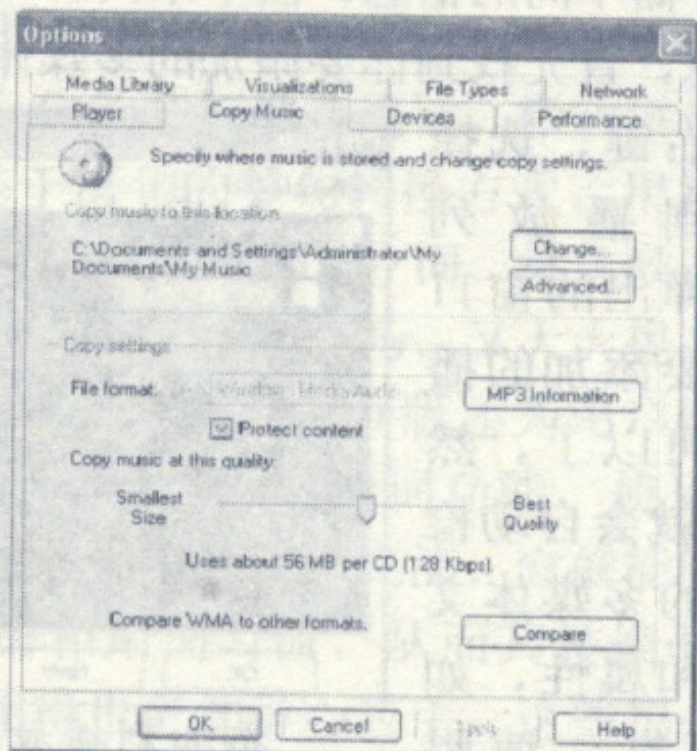 Options
Media Library Visualizations File Types Network
Player Copy Music Devices Performance
Specify where music is stored and change copy settings.
Copy music to this location
C:\Documents and Settings\Administrator\My
Documents\My Music
Change...
Advanced...
Copy settings
File format: Media Audio MP3 Information
Protect content
Copy music at this quality:
Smallest
Size
Best
Quality
Uses about 56 MB per CD (128 Kbps).
Compare WMA to other formats.
Compare
OK Cancel Apply Help